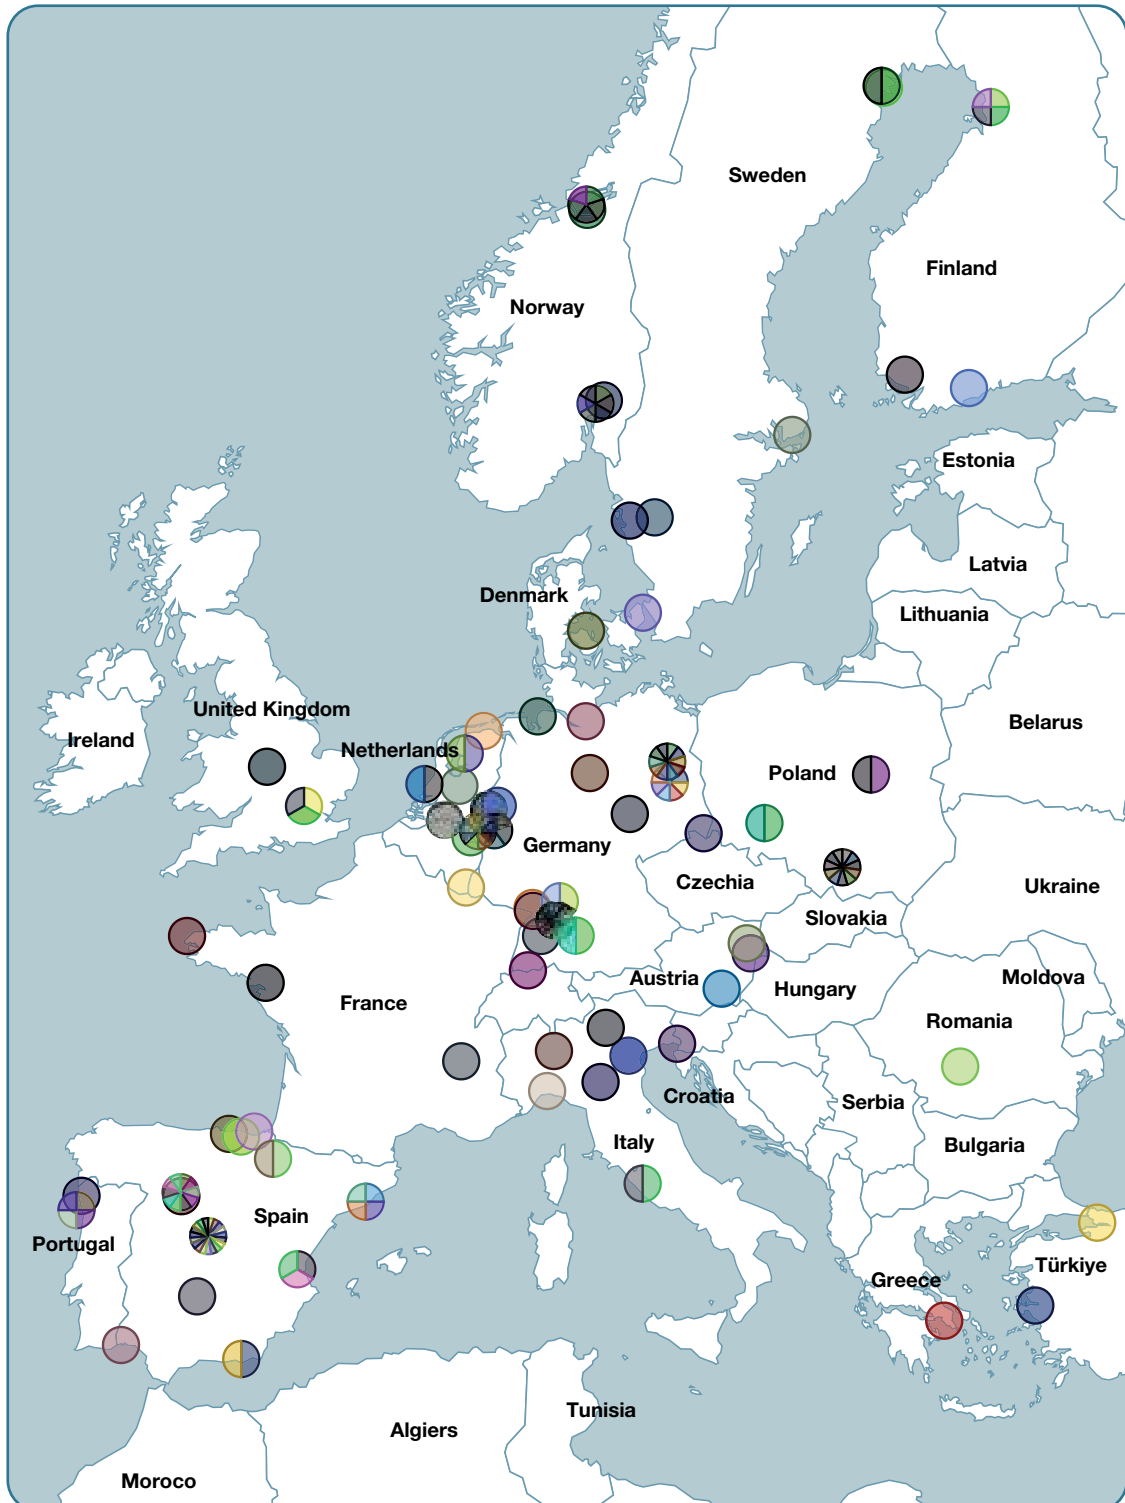 Sweden
Finland
Norway
Estonia
Latvia
Denmark
Lithuania
United Kingdom
Ireland
Belarus
Netherlands
Poland
Germany
Czechia
Ukraine
Slovakia
Austria
Moldova
Hungary
France
Romania
Croatia
Serbia
Italy
Bulgaria
Spain
Portugal
Türkiye
Greece
Tunisia
Algiers
Moroco